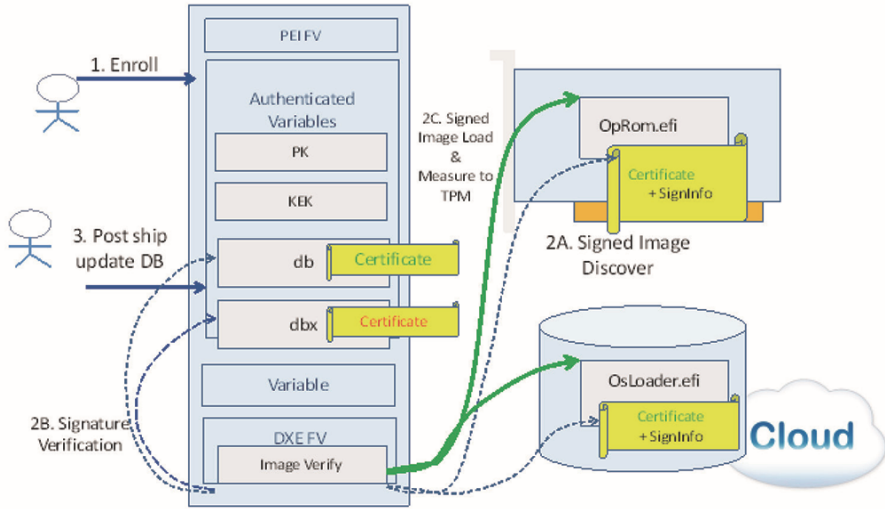 PEI FV
1. Enroll
Authenticated
Variables
PK
KEK
db
Certificate
dbx
Certificate
Variable
DXE FV
Image Verify
3. Post ship
update DB
2B. Signature
Verification
2C. Signed
Image Load
&
Measure to
TPM
OpRom.efi
Certificate
+ SignInfo
2A. Signed Image
Discover
OsLoader.efi
Certificate
+ SignInfo
Cloud